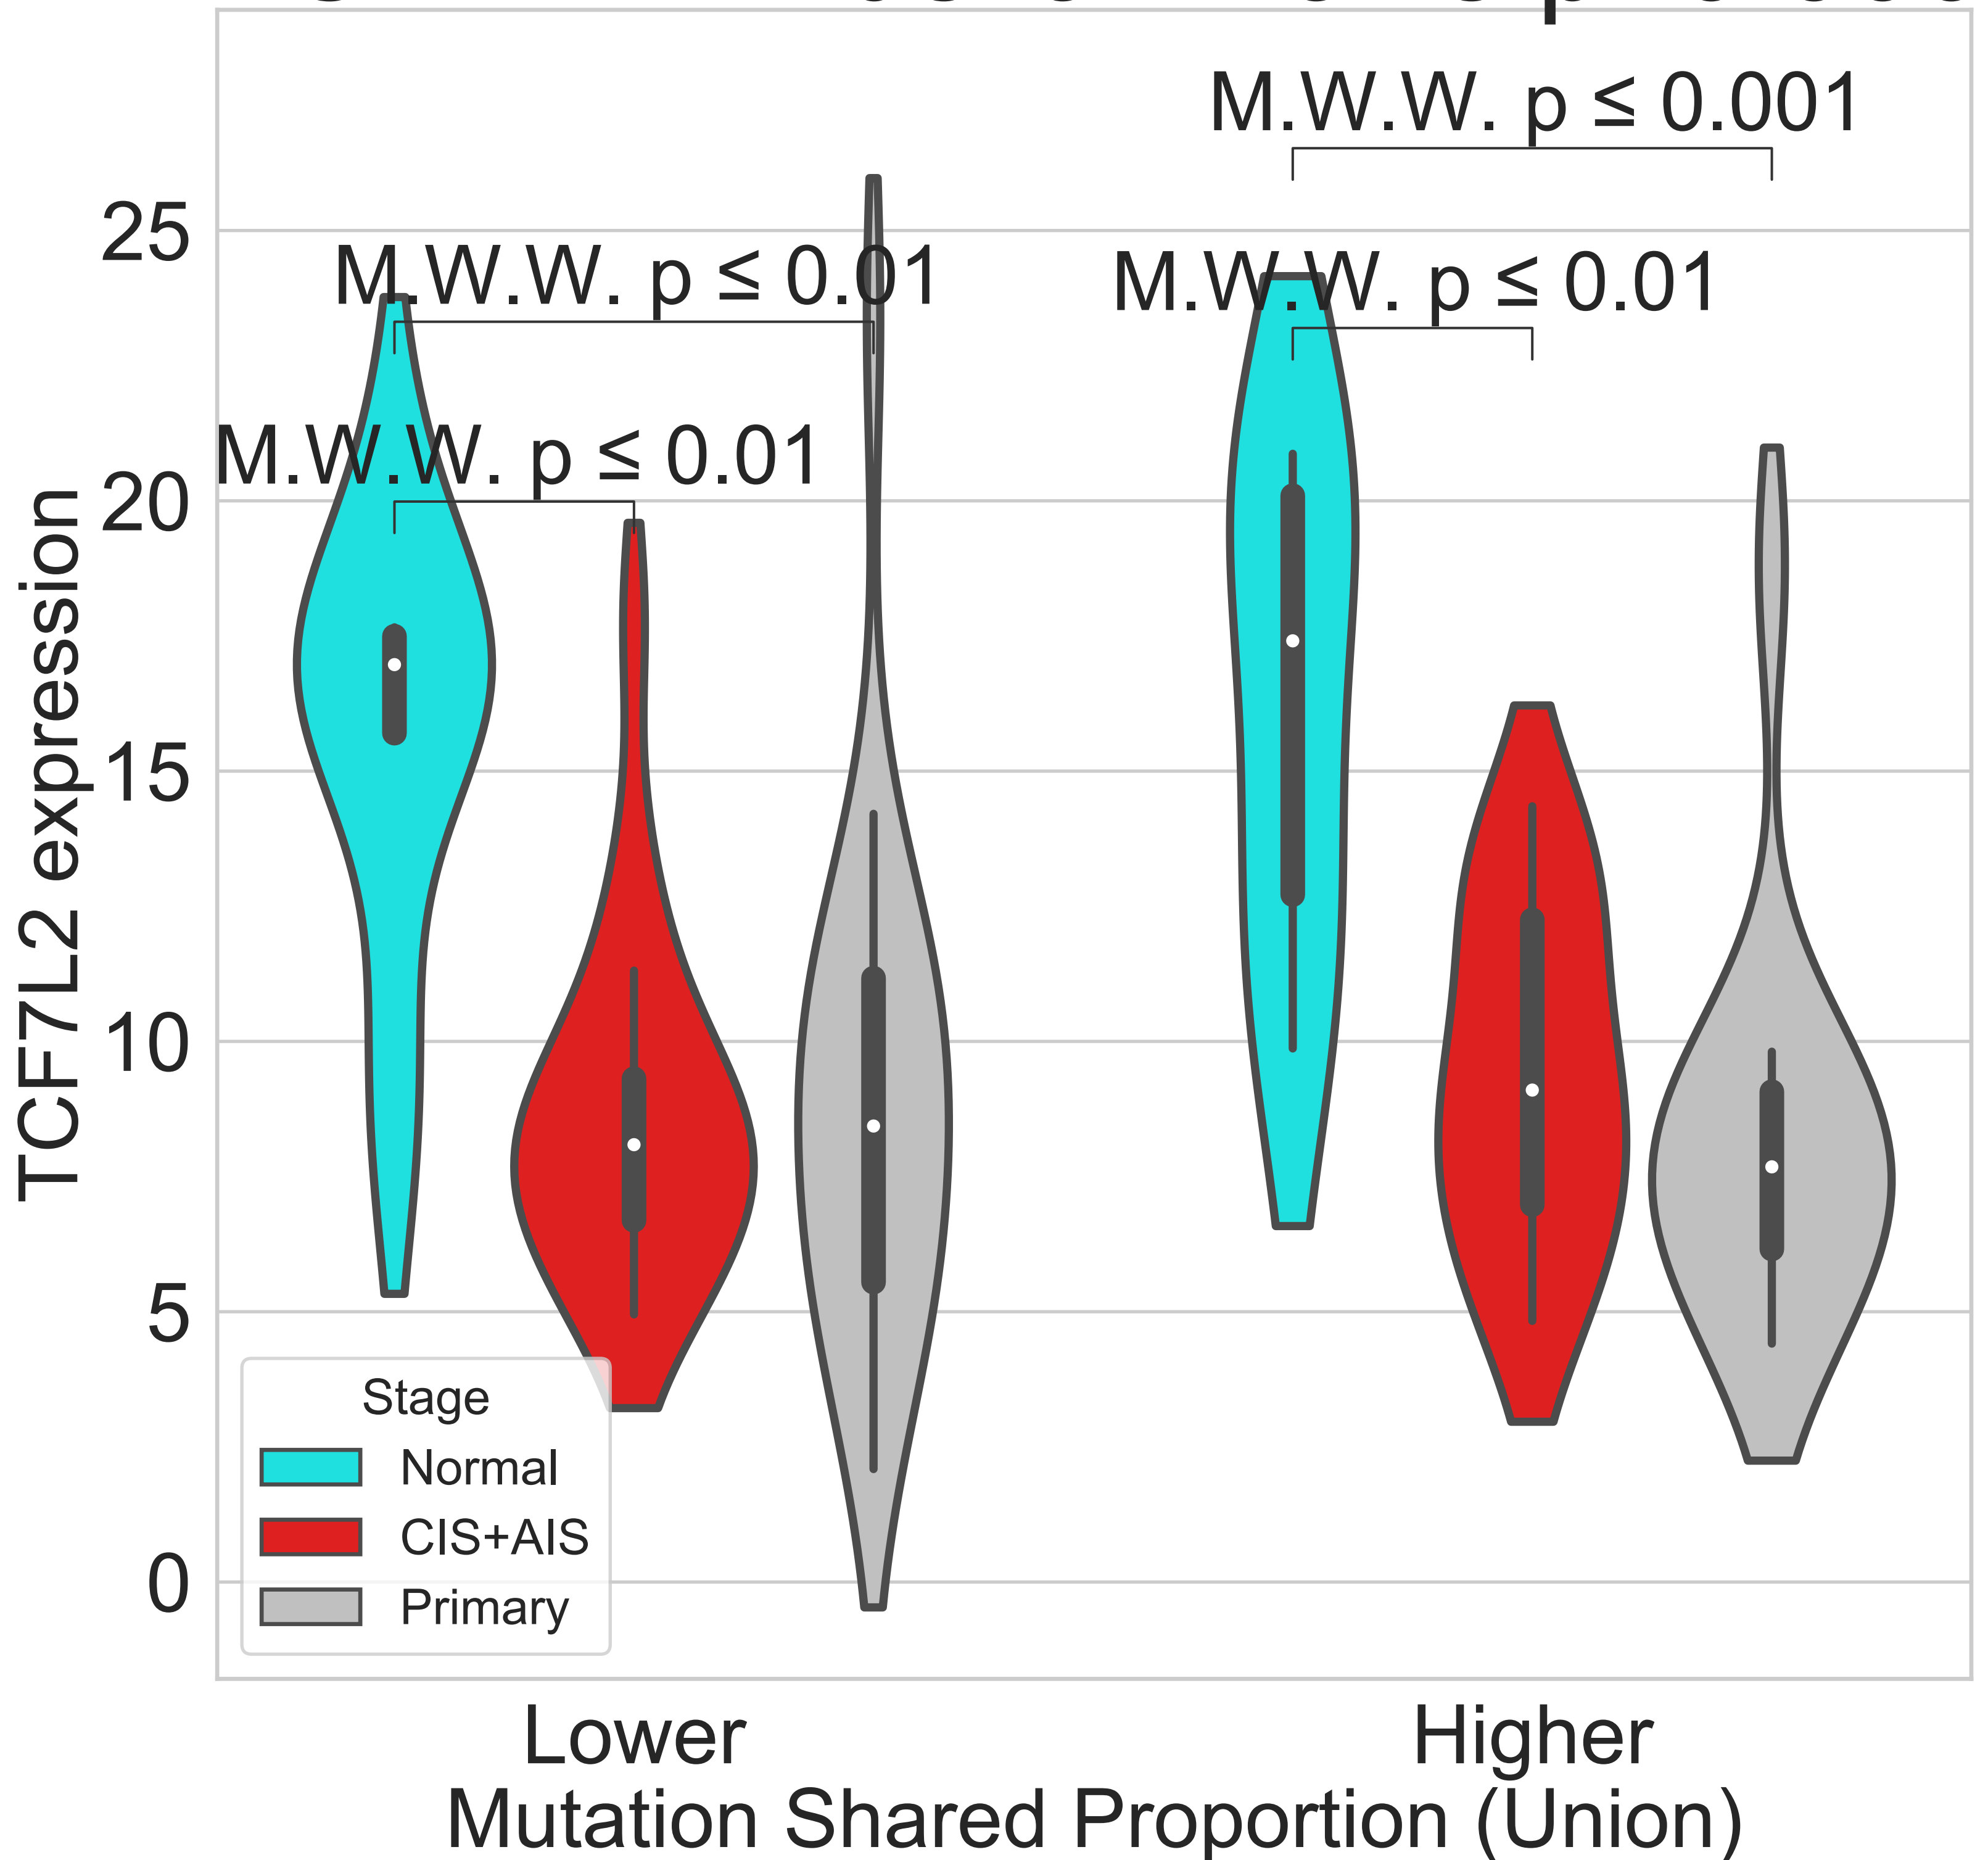 M.W.W. p ≤ 0.001
M.W.W. p ≤ 0.01
M.W.W. p ≤ 0.01
M.W.W. p ≤ 0.01
TCF7L2 expression
25
20
15
10
5
0
Stage
Normal
CIS+AIS
Primary
Lower
Higher
Mutation Shared Proportion (Union)